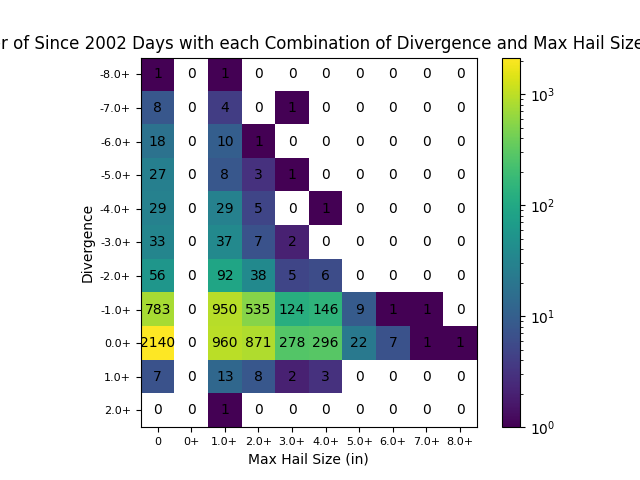 r of Since 2002 Days with each Combination of Divergence and Max Hail Size
-8.0+ 1 0 1 0 0 0 0 0 0 0
-7.0+ 8 0 4 0 1 0 0 0 0 0
-6.0+ 18 0 10 1 0 0 0 0 0 0
-5.0+ 27 0 8 3 1 0 0 0 0 0
-4.0+ 29 0 29 5 0 1 0 0 0 0
-3.0+ 33 0 37 7 2 0 0 0 0 0
-2.0+ 56 0 92 38 5 6 0 0 0 0
-1.0+ 783 0 950 535 124 146 9 1 1 0
0.0+ 2140 0 960 871 278 296 22 7 1 1
1.0+ 7 0 13 8 2 3 0 0 0 0
2.0+ 0 0 1 0 0 0 0 0 0 0
0 0+ 1.0+ 2.0+ 3.0+ 4.0+ 5.0+ 6.0+ 7.0+ 8.0+
Max Hail Size (in)
Divergence
10³
10²
10¹
10⁰